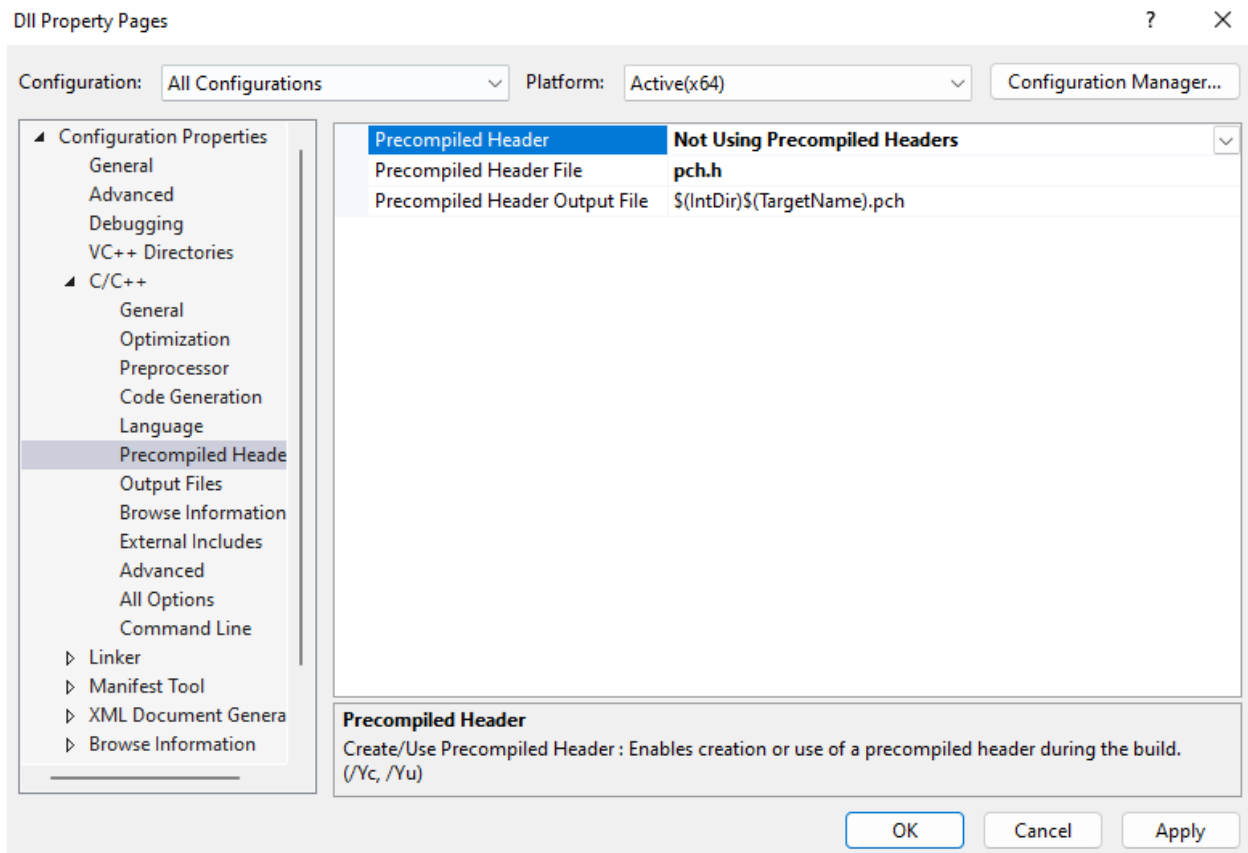 Dll Property Pages
?
Configuration: All Configurations Platform: Active(x64) Configuration Manager...
Configuration Properties
General
Advanced
Debugging
VC++ Directories
C/C++
General
Optimization
Preprocessor
Code Generation
Language
Precompiled Heade
Output Files
Browse Information
External Includes
Advanced
All Options
Command Line
Linker
Manifest Tool
XML Document Genera
Browse Information
Precompiled Header Not Using Precompiled Headers
Precompiled Header File pch.h
Precompiled Header Output File $(IntDir)$(TargetName).pch
Precompiled Header
Create/Use Precompiled Header : Enables creation or use of a precompiled header during the build.
(/Yc, /Yu)
OK Cancel Apply